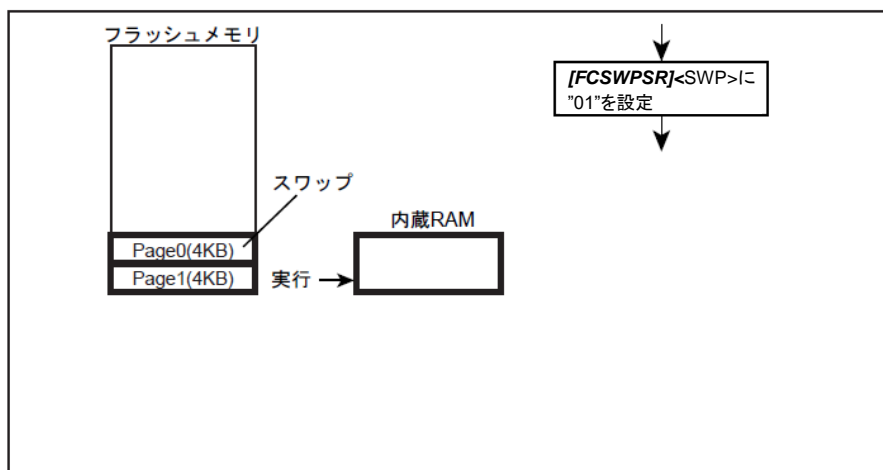 フラッシュメモリ
[FCSWPSR]<SWP>に
"01"を設定
スワップ
内蔵RAM
Page0(4KB)
Page1(4KB)
実行